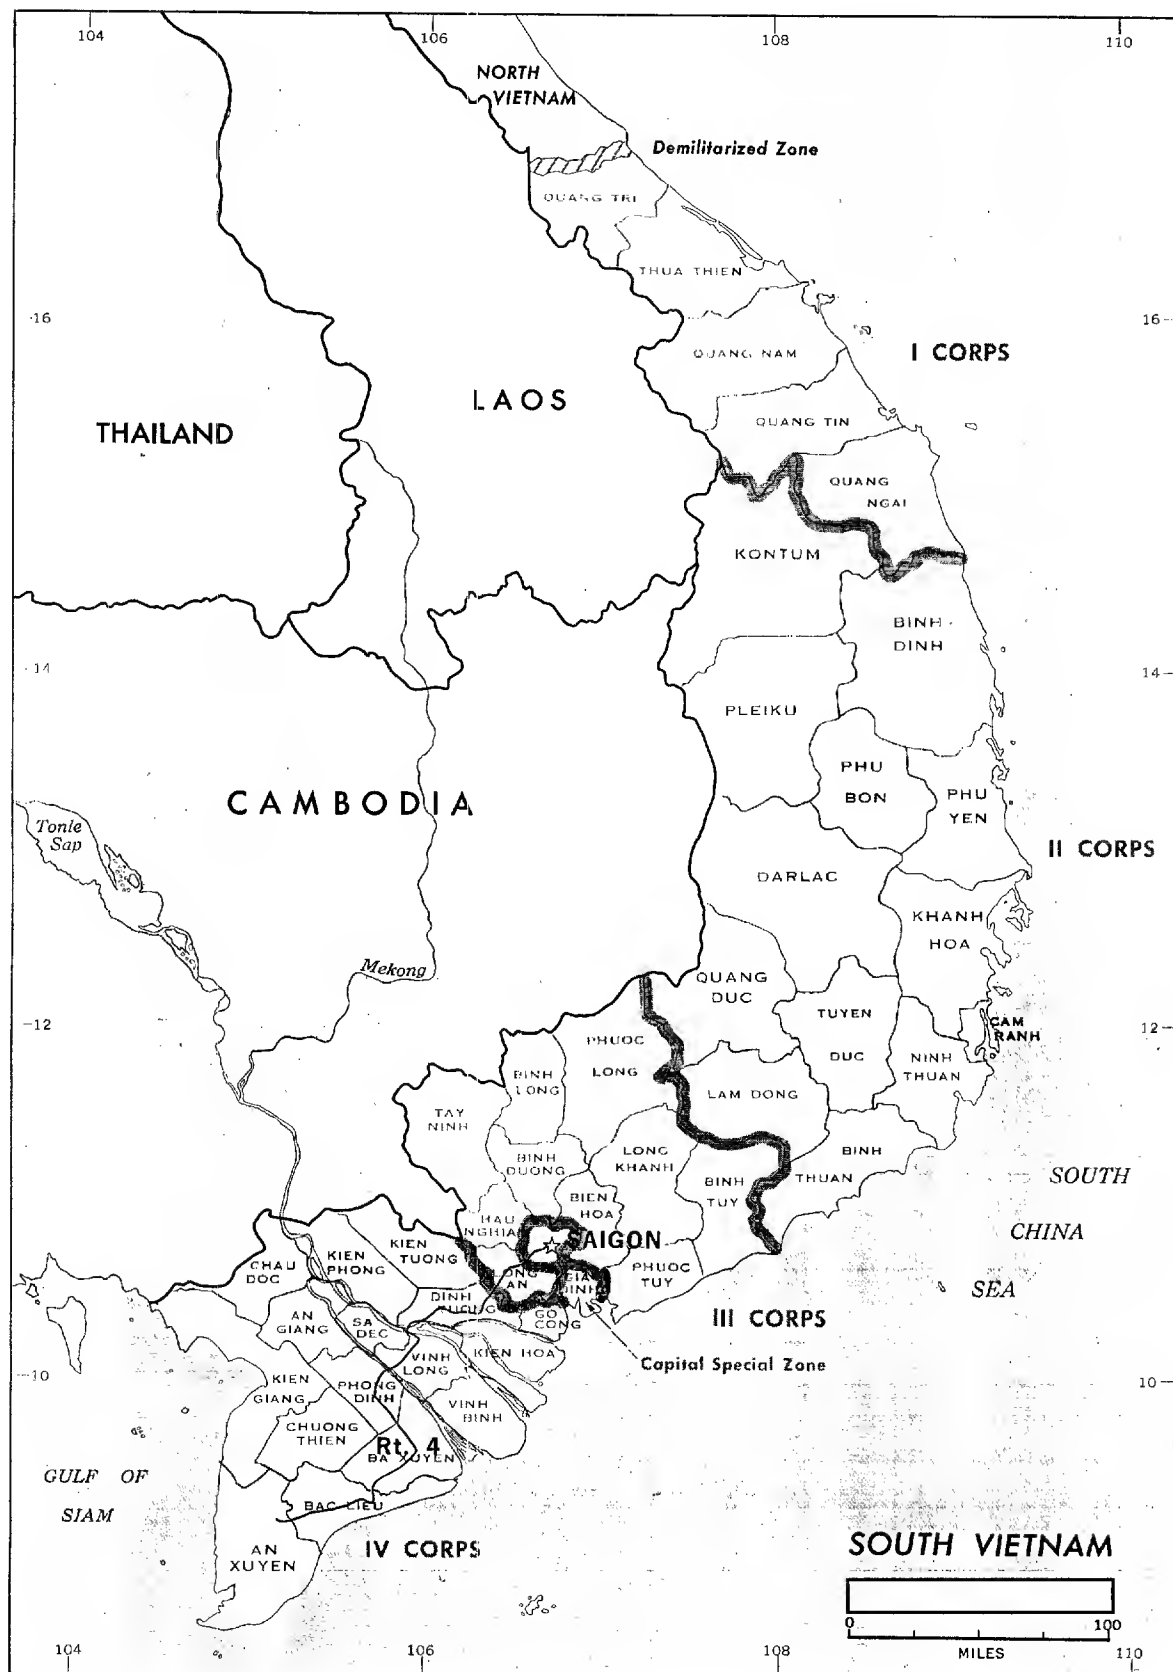 104
106
108
110
NORTH
VIETNAM
Demilitarized Zone
QUANG TRI
THUA THIEN
16
16
QUANG NAM
I CORPS
LAOS
THAILAND
QUANG TIN
QUANG
NGAI
KONTUM
BINH
DINH
14
14
PLEIKU
PHU
BON
PHU
YEN
CAMBODIA
Tonle
Sap
II CORPS
DARLAC
KHANH
HOA
Mekong
QUANG
DUC
12
12
TUYEN
DUC
CAM
RANH
PHUOC
LONG
NINH
THUAN
BINH
LONG
LAM DONG
TAY
NINH
LONG
KHANH
BINH
THUAN
BINH
DUONG
BINH
TUY
SOUTH
CHINA
SEA
BIEN
HOA
HAU
NGHIA
SAIGON
KIEN
TUONG
KIEN
PHONG
CHAU
DOC
PHUOC
TUY
LONG
AN
GIA
DINH
DINH
TUONG
GO
CONG
III CORPS
AN
GIANG
SA
DEC
VINH
LONG
KIEN HOA
Capital Special Zone
10
10
KIEN
GIANG
PHONG
DINH
VINH
BINH
CHUONG
THIEN
Rt. 4
BA XUYEN
GULF OF
SIAM
BAC LIEU
AN
XUYEN
IV CORPS
SOUTH VIETNAM
0
100
MILES
104
106
108
110